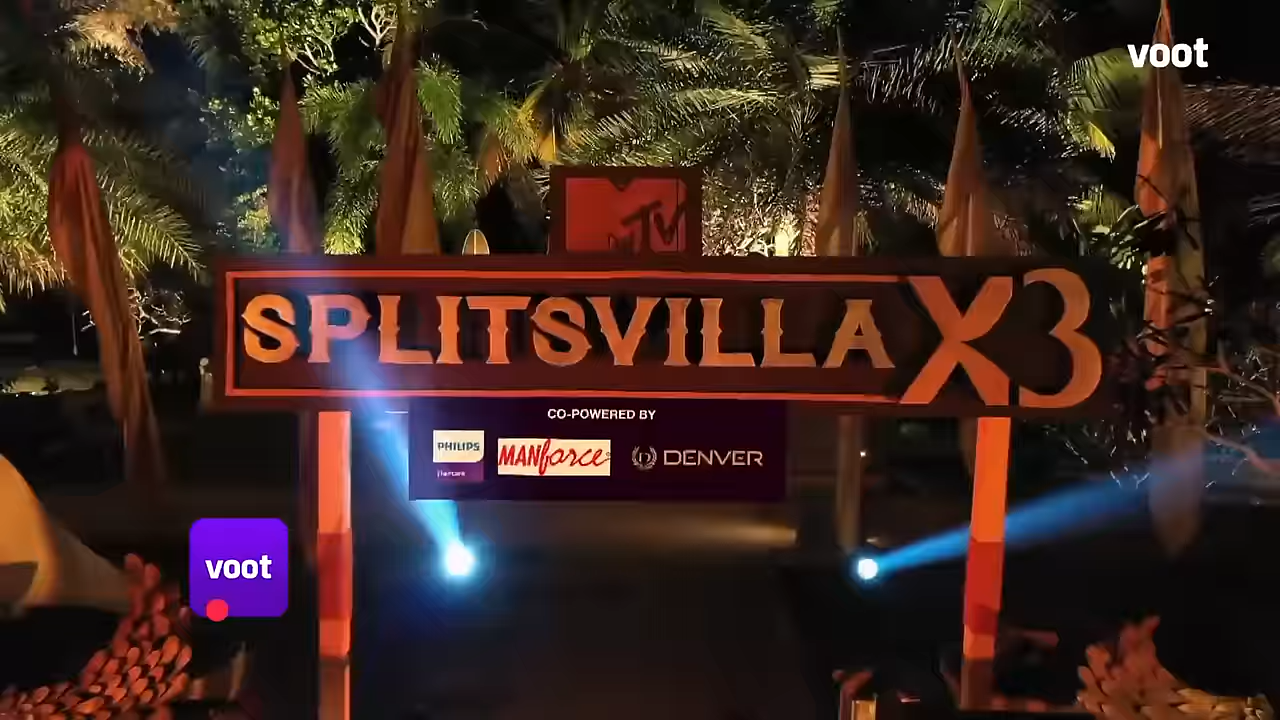 voot
MTV
SPLITSVILLA X3
CO-POWERED BY
PHILIPS
MANforce
DENVER
voot